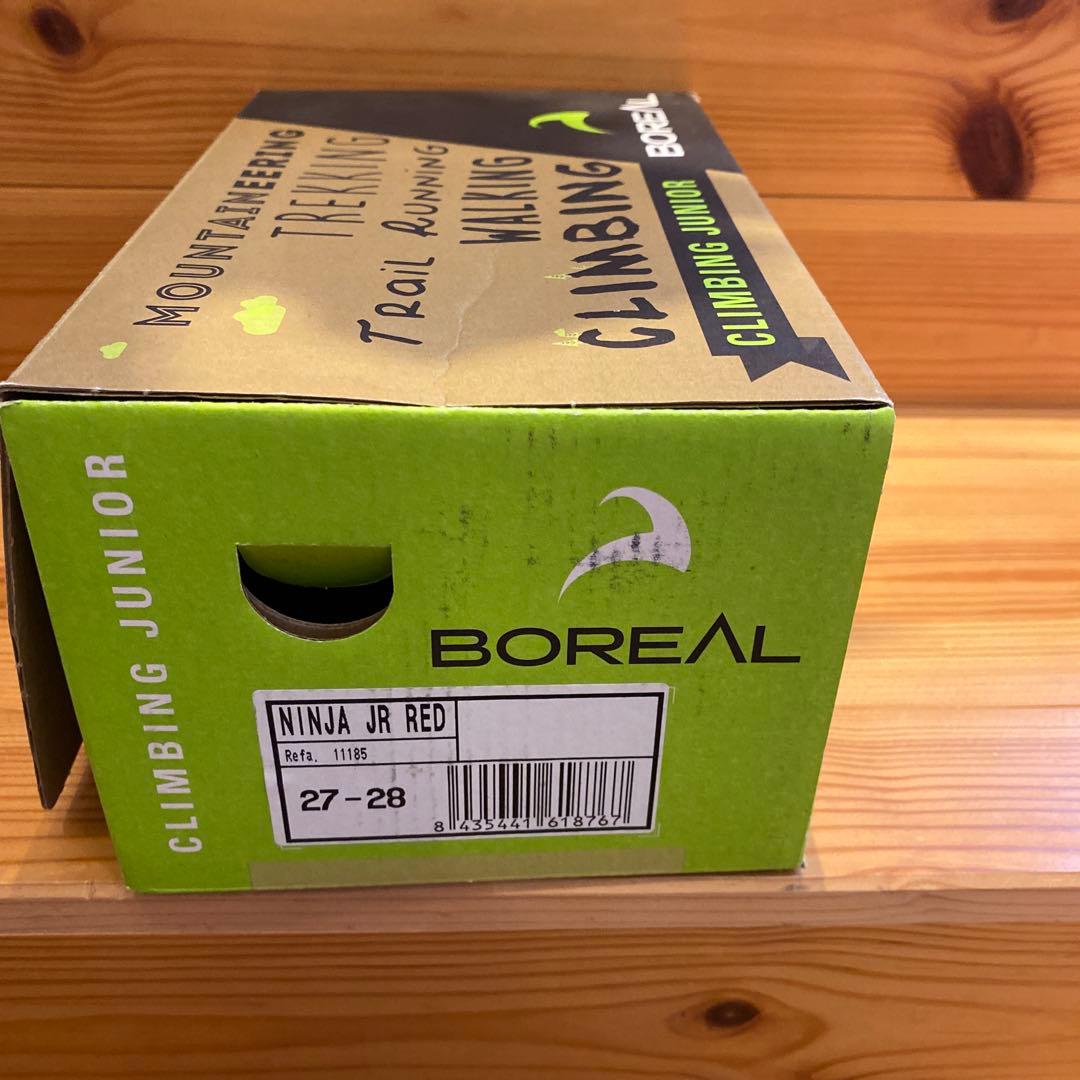 MOUNTAINEERING
TREKKING
TRaiL RUNNiNG
WALKING
CLIMBING
BOREAL
CLIMBING JUNIOR
CLIMBING JUNIOR
BOREAL
NINJA JR RED
Refa. 11185
27-28
8 435441 618767